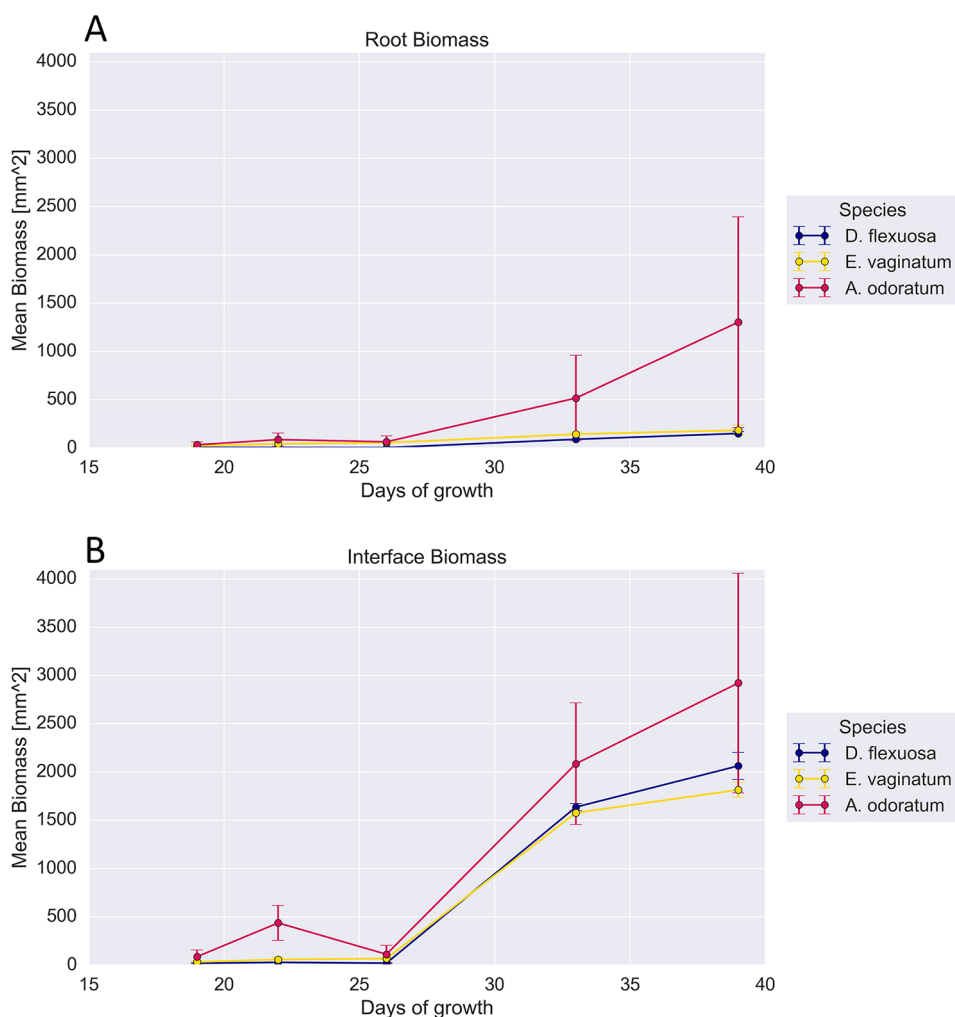 A
Root Biomass
4000
3500
3000
2500
2000
1500
1000
500
0
Mean Biomass [mm^2]
15 20 25 30 35 40
Days of growth
Species
D. flexuosa
E. vaginatum
A. odoratum
B
Interface Biomass
4000
3500
3000
2500
2000
1500
1000
500
0
Mean Biomass [mm^2]
15 20 25 30 35 40
Days of growth
Species
D. flexuosa
E. vaginatum
A. odoratum